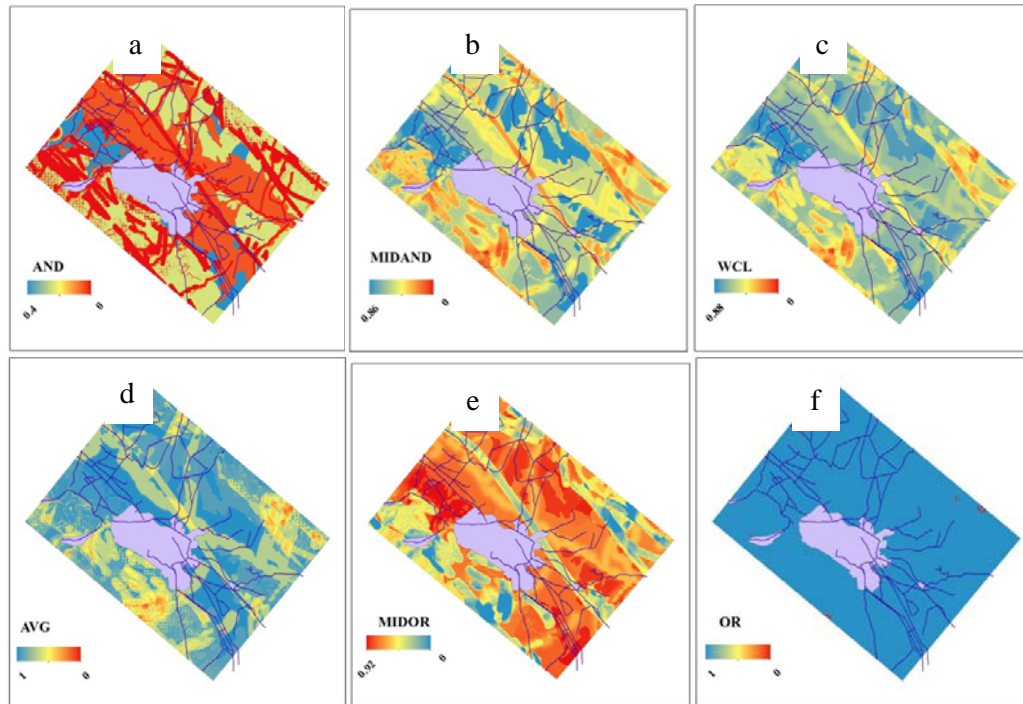 a
AND
0.4 0
b
MIDAND
0.86 0
c
WCL
0.88 0
d
AVG
1 0
e
MIDOR
0.92 0
f
OR
1 0